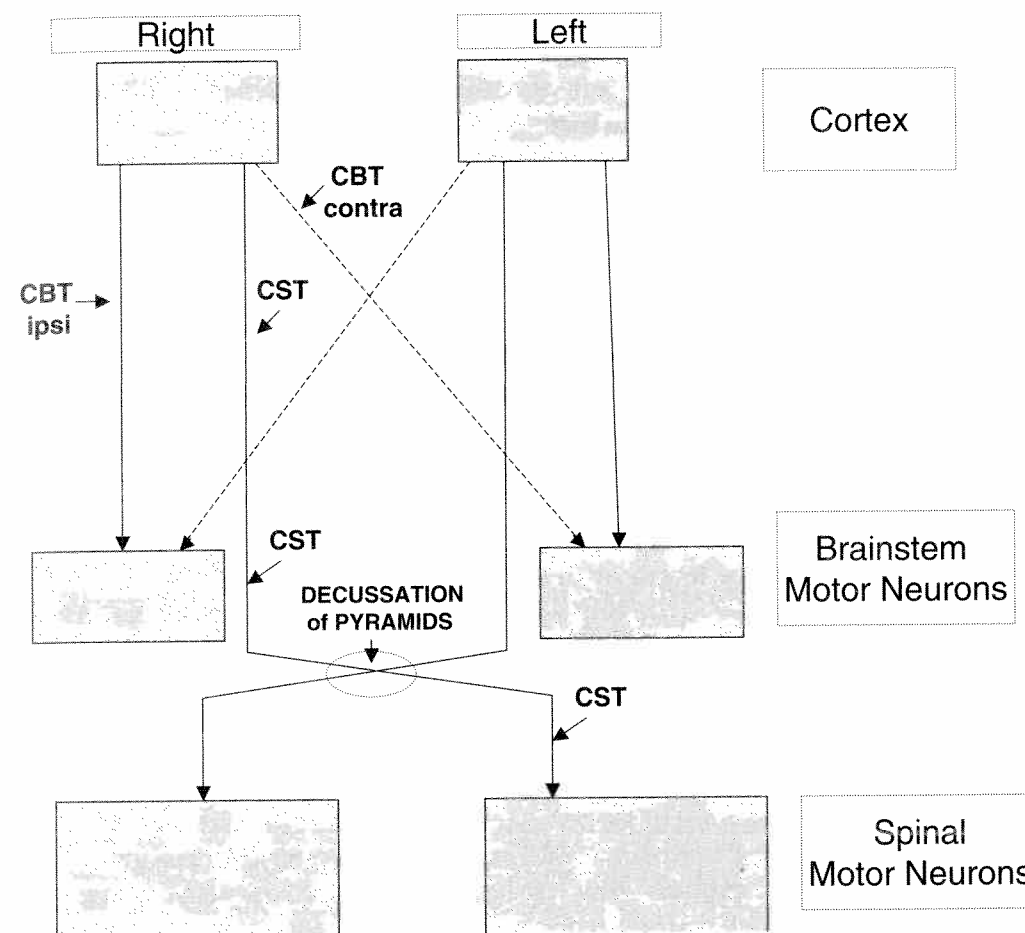 Right
Left
Cortex
CBT
contra
CBT
ipsi
CST
CST
DECUSSATION
of PYRAMIDS
Brainstem
Motor Neurons
CST
Spinal
Motor Neurons